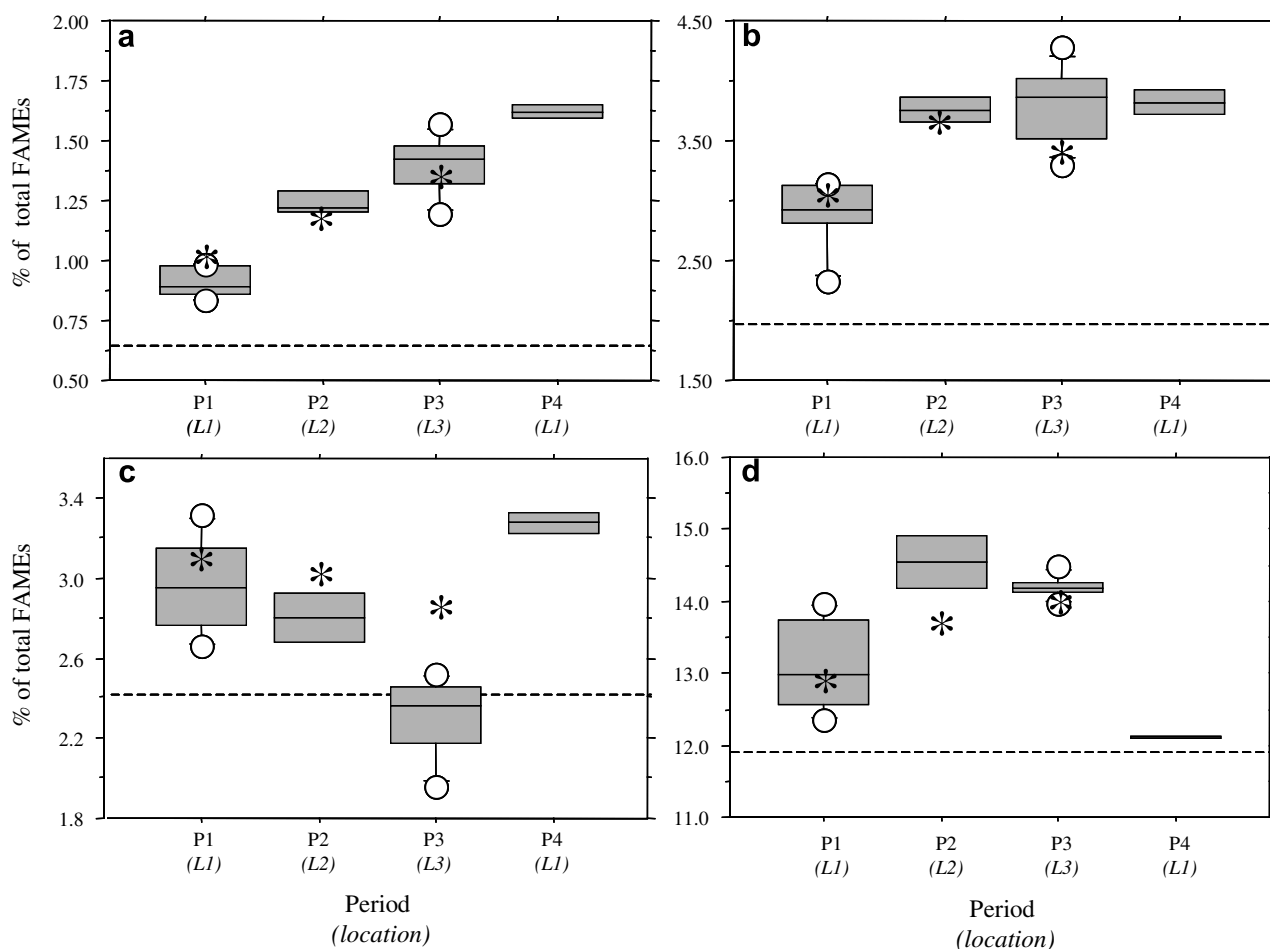 a
% of total FAMEs
2.00
1.75
1.50
1.25
1.00
0.75
0.50
P1 P2 P3 P4
(L1) (L2) (L3) (L1)
b
4.50
3.50
2.50
1.50
P1 P2 P3 P4
(L1) (L2) (L3) (L1)
c
% of total FAMEs
3.4
3.0
2.6
2.2
1.8
P1 P2 P3 P4
(L1) (L2) (L3) (L1)
Period
(location)
d
16.0
15.0
14.0
13.0
12.0
11.0
P1 P2 P3 P4
(L1) (L2) (L3) (L1)
Period
(location)